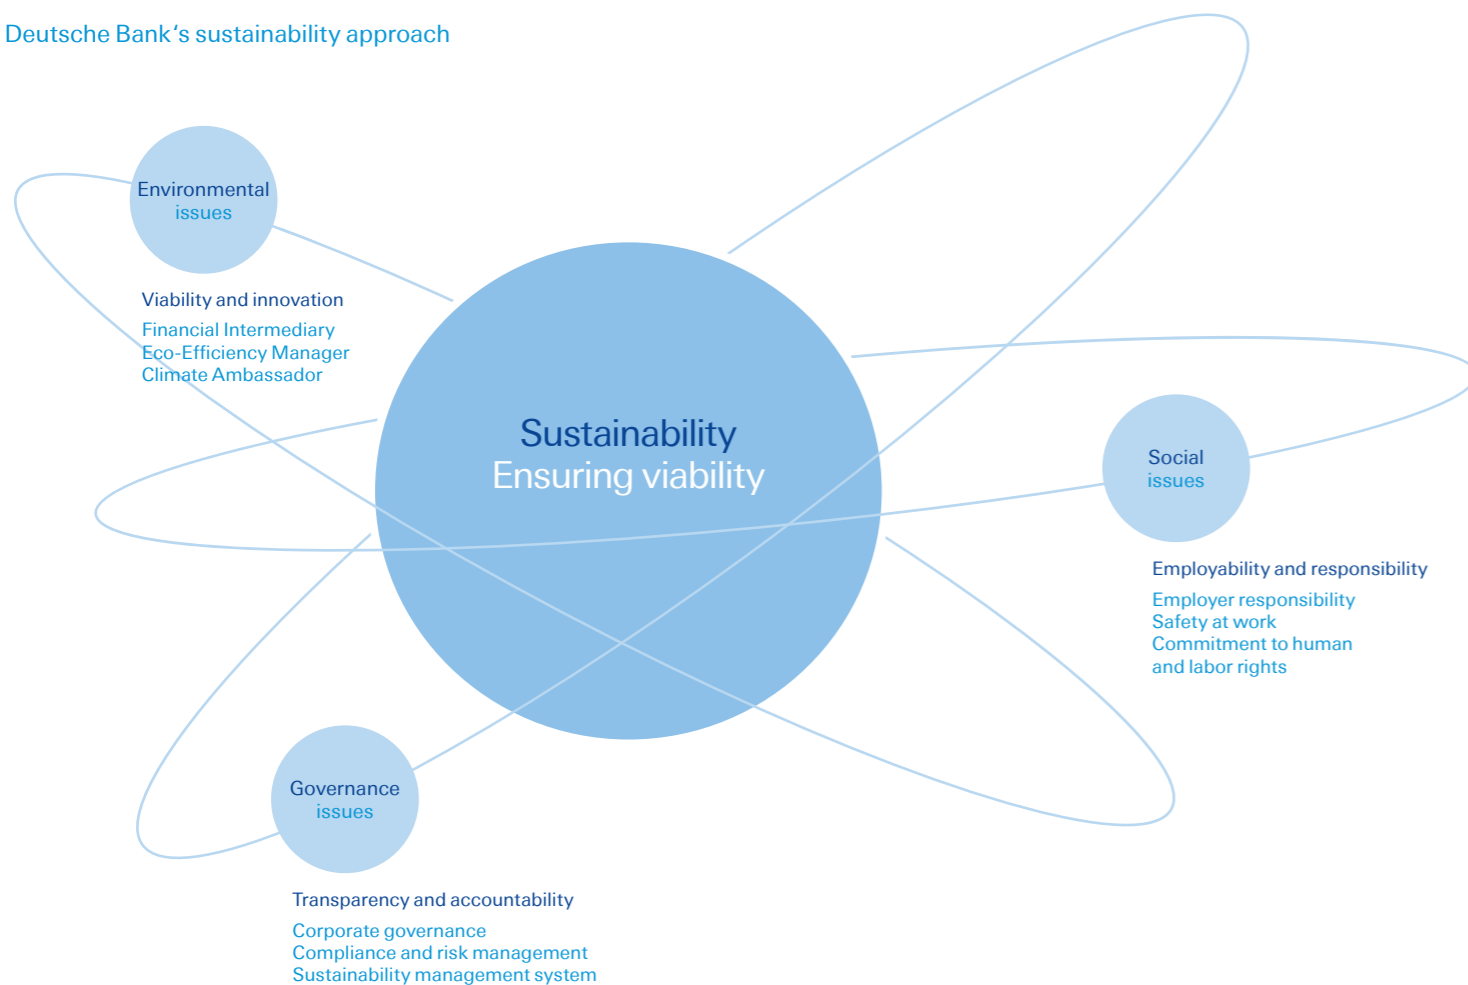 Deutsche Bank‘s sustainability approach
Environmental
issues
Viability and innovation
Financial Intermediary
Eco-Efficiency Manager
Climate Ambassador
Sustainability
Ensuring viability
Social
issues
Employability and responsibility
Employer responsibility
Safety at work
Commitment to human
and labor rights
Governance
issues
Transparency and accountability
Corporate governance
Compliance and risk management
Sustainability management system